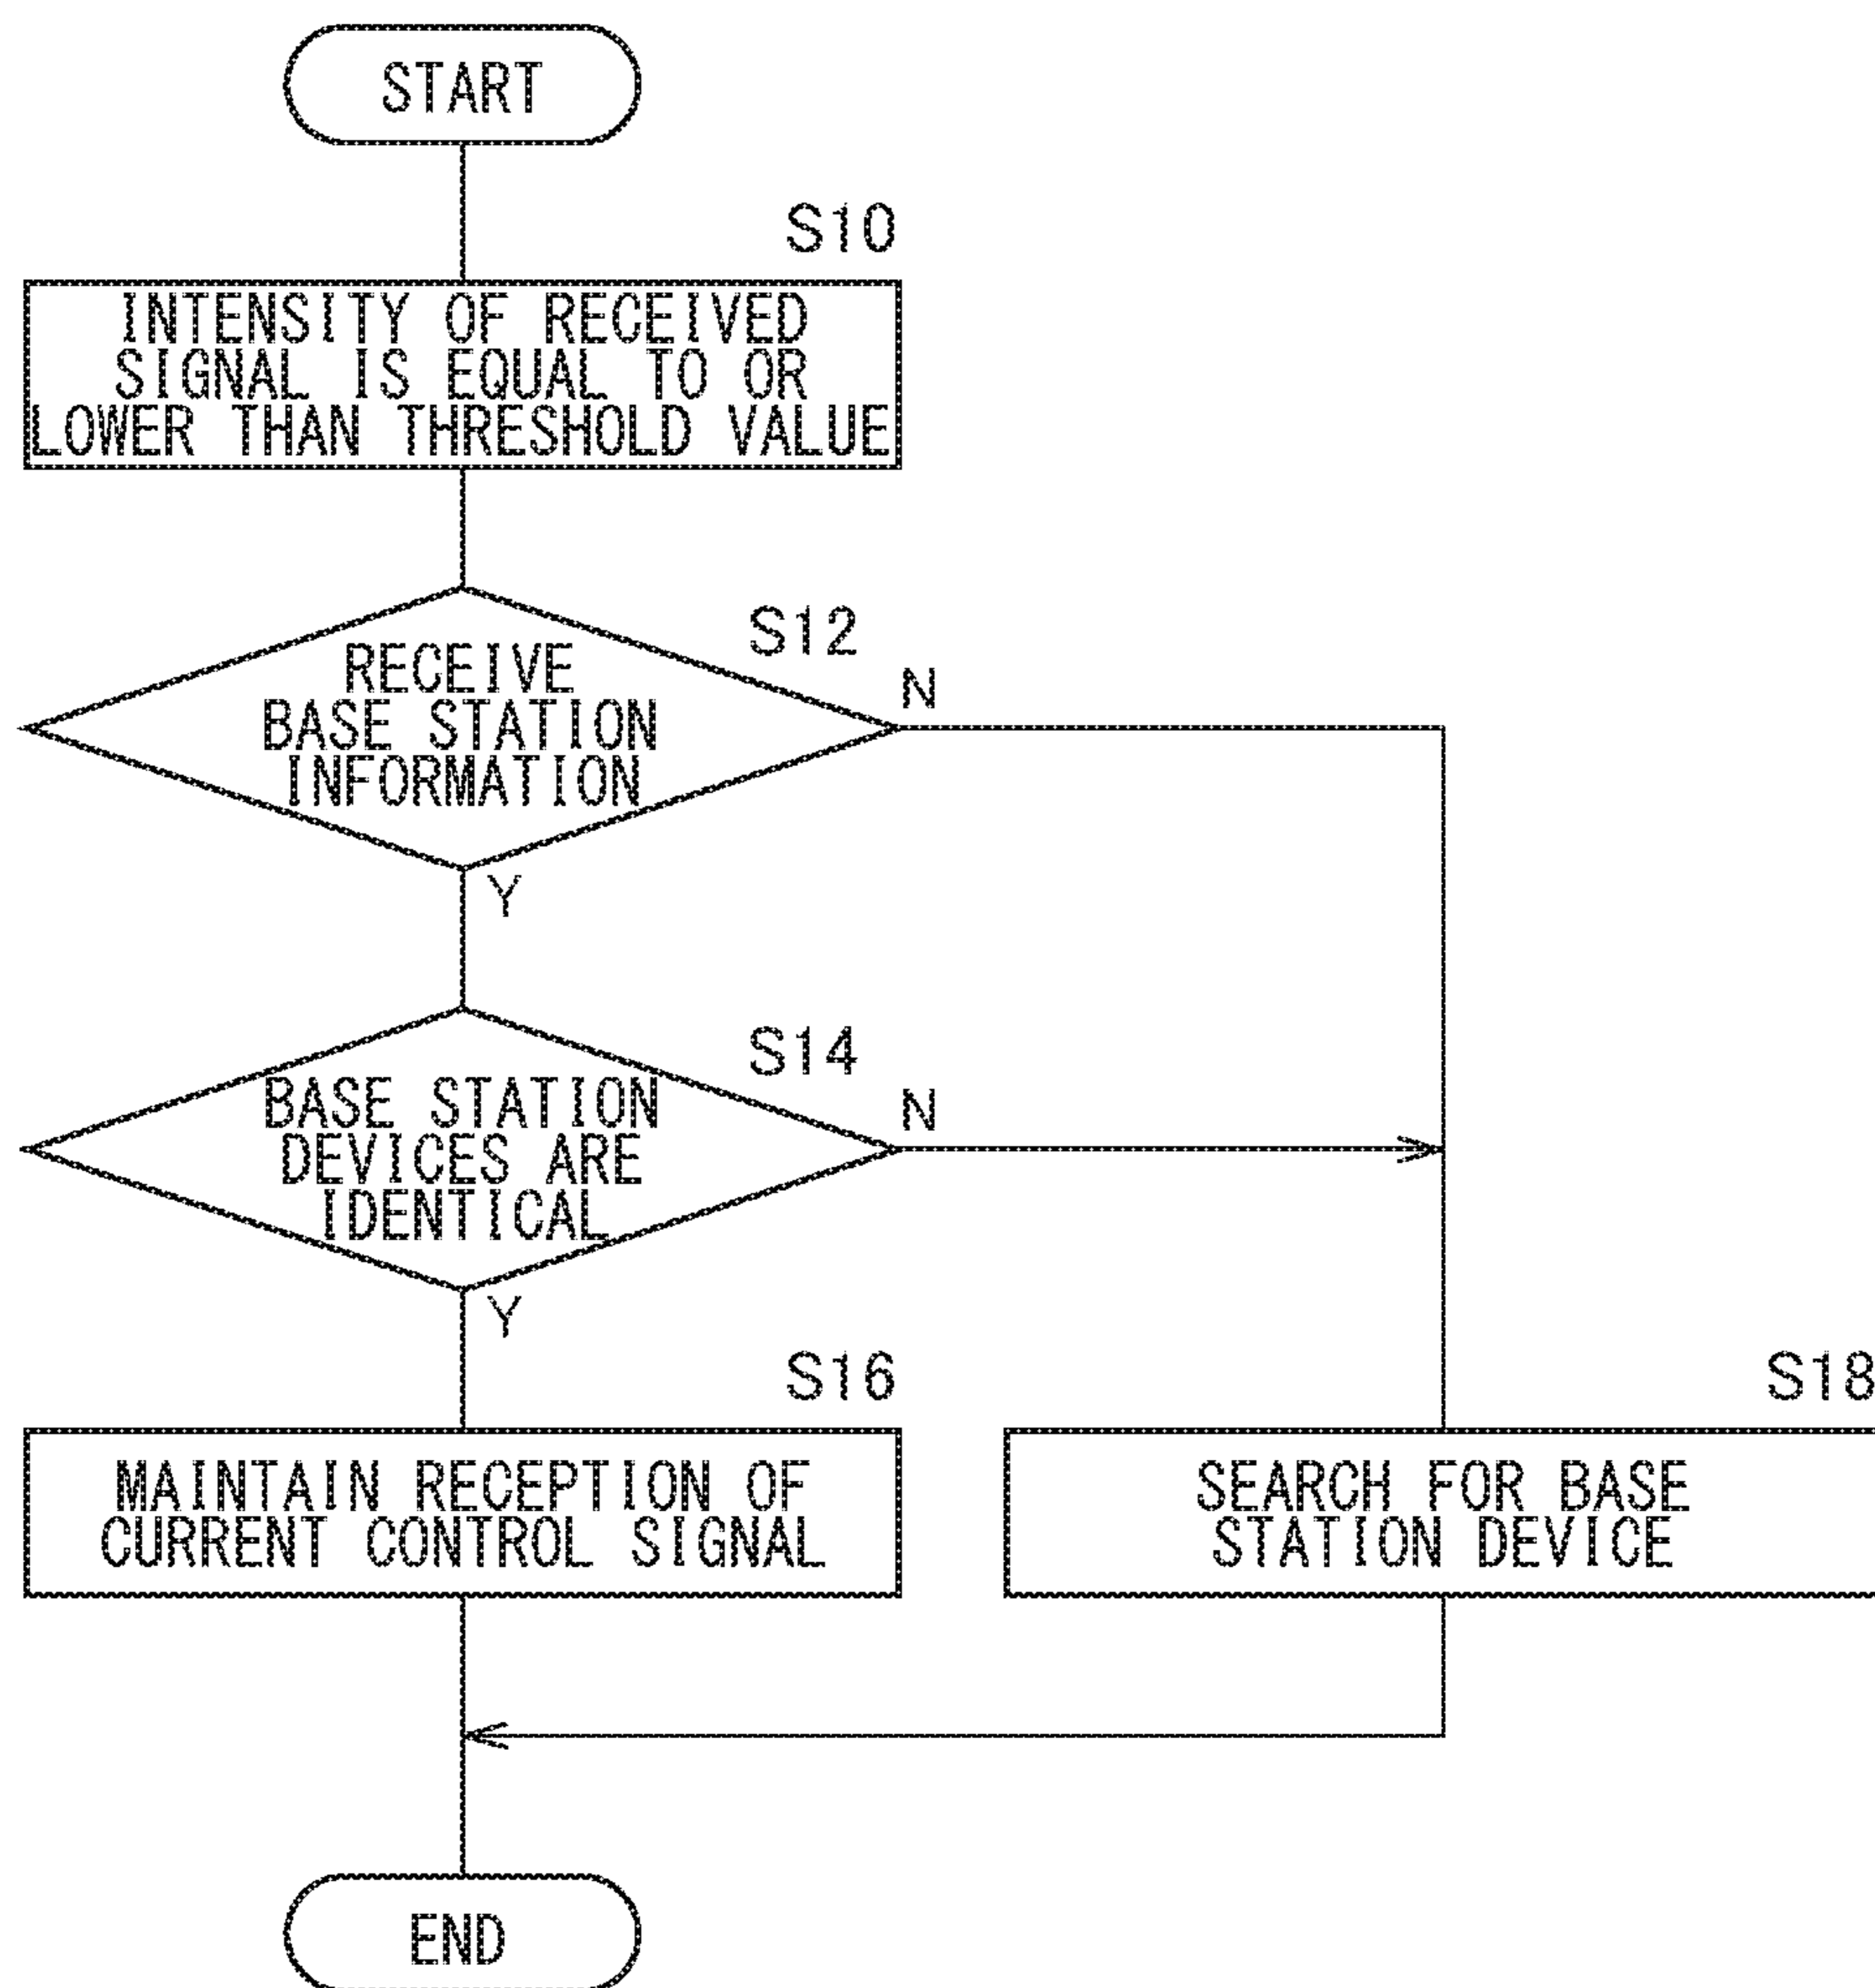 START
S10
INTENSITY OF RECEIVED
SIGNAL IS EQUAL TO OR
LOWER THAN THRESHOLD VALUE
S12
RECEIVE
BASE STATION
INFORMATION
N
Y
S14
BASE STATION
DEVICES ARE
IDENTICAL
N
Y
S16
MAINTAIN RECEPTION OF
CURRENT CONTROL SIGNAL
S18
SEARCH FOR BASE
STATION DEVICE
END